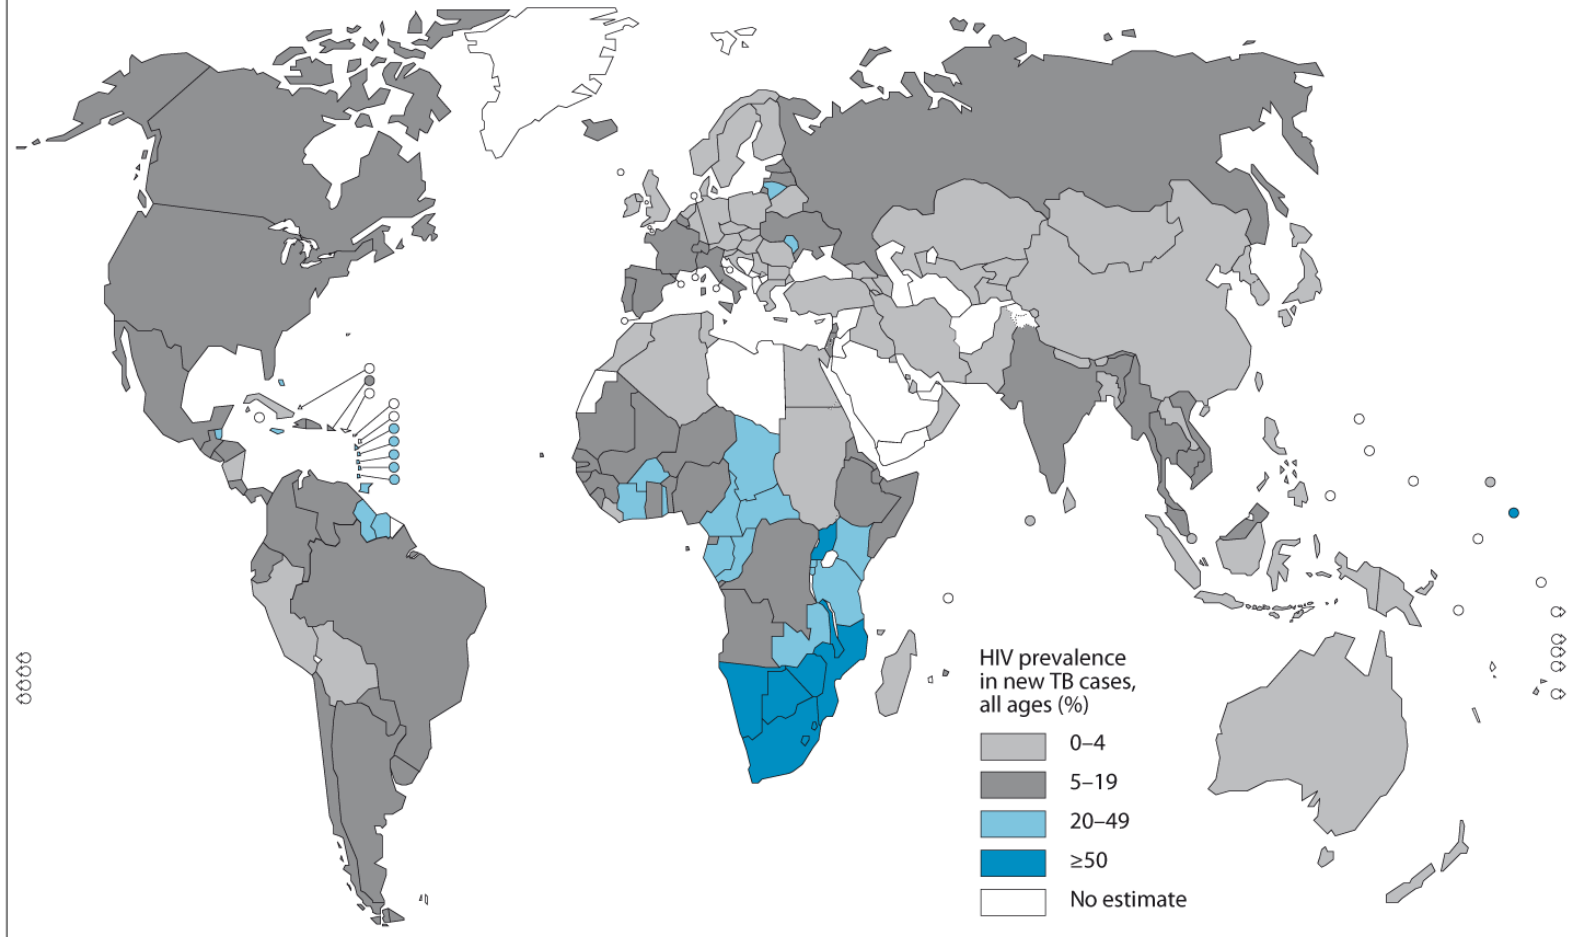 HIV prevalence
in new TB cases,
all ages (%)
0–4
5–19
20–49
≥50
No estimate